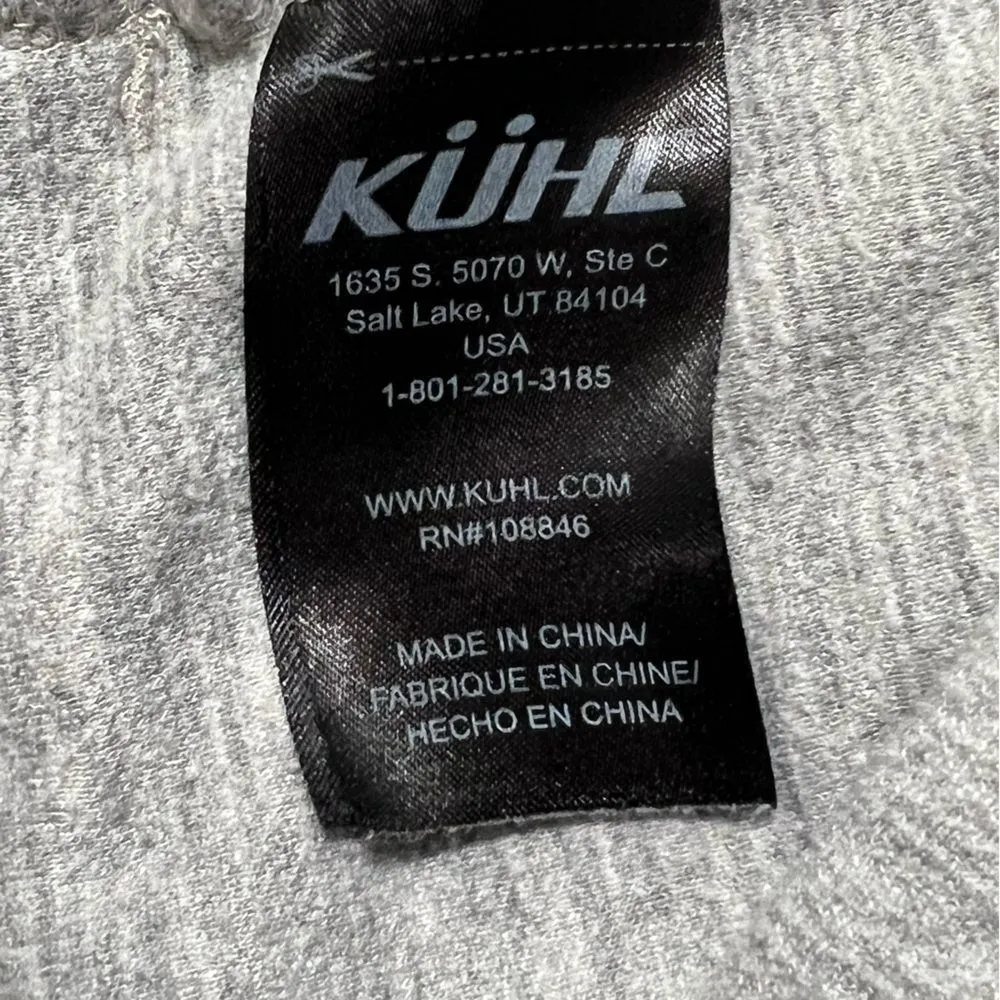 KÜHL
1635 S. 5070 W, Ste C
Salt Lake, UT 84104
USA
1-801-281-3185
WWW.KUHL.COM
RN#108846
MADE IN CHINA/
FABRIQUE EN CHINE/
HECHO EN CHINA